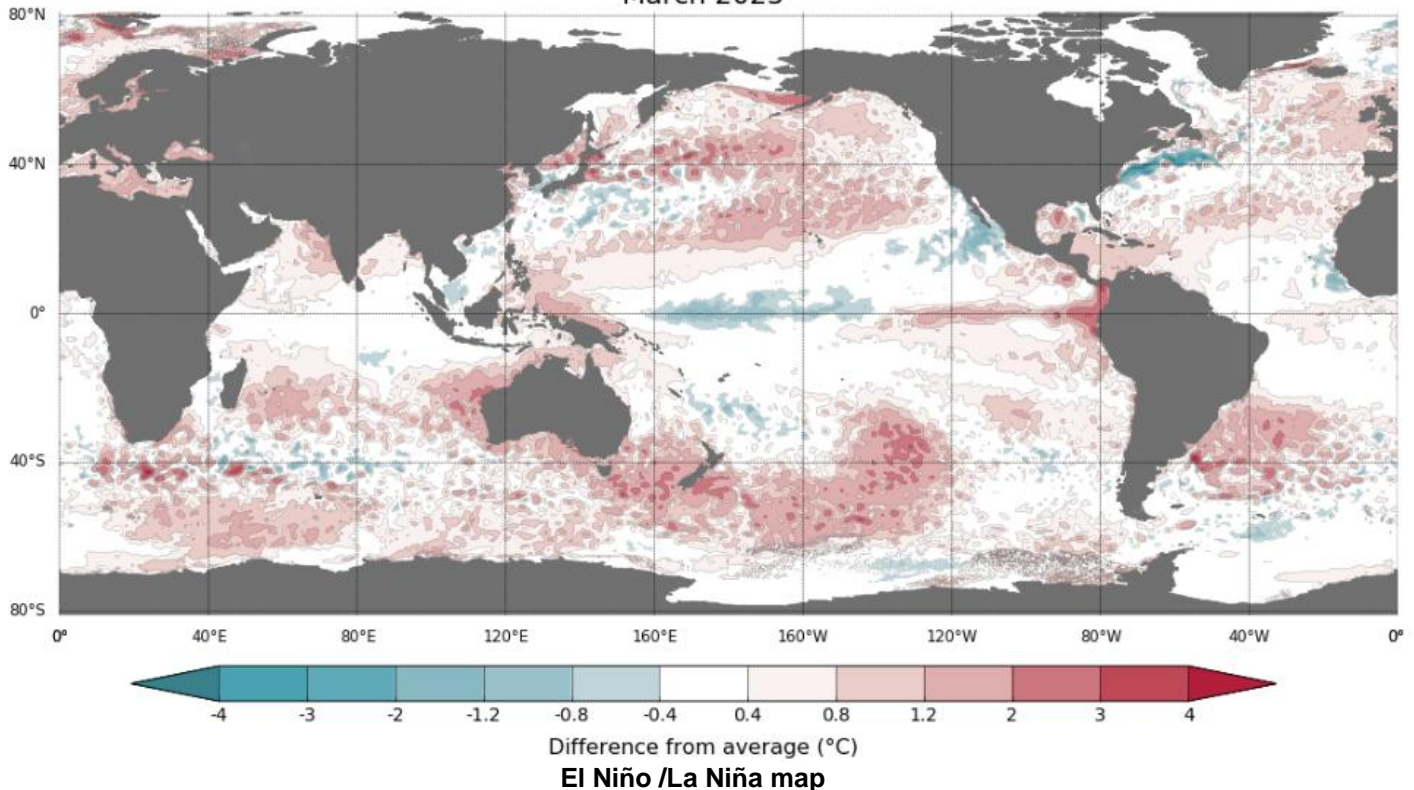 March
80°N
40°N
0°
40°S
80°S
0° 40°E 80°E 120°E 160°E 160°W 120°W 80°W 40°W 0°
-4 -3 -2 -1.2 -0.8 -0.4 0.4 0.8 1.2 2 3 4
Difference from average (°C)
El Niño /La Niña map